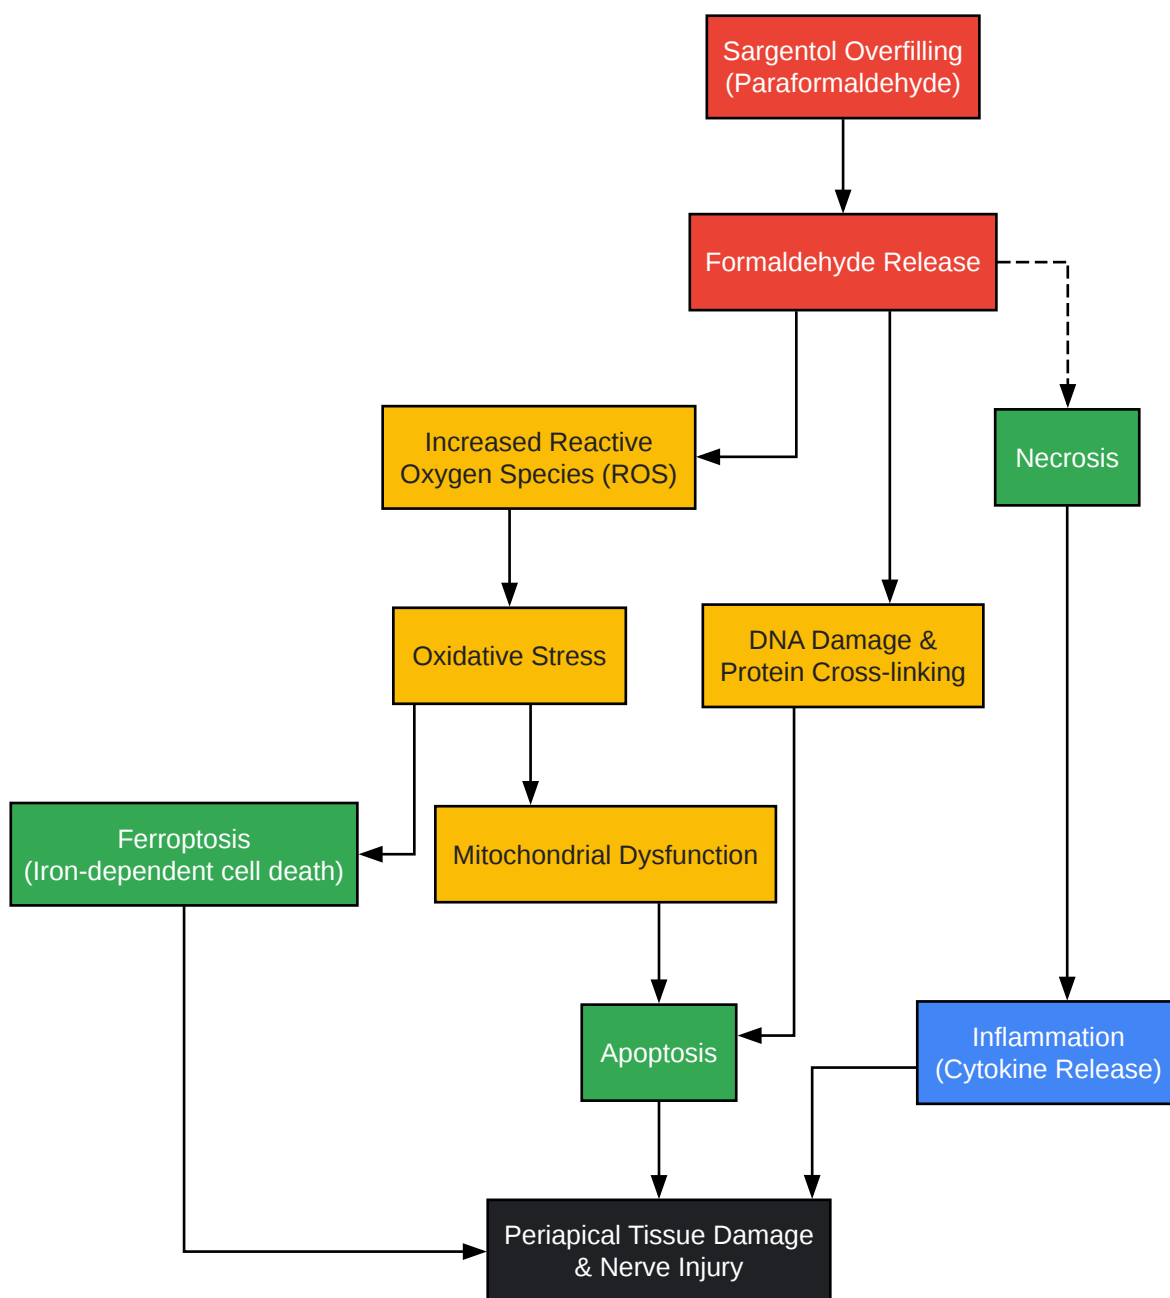 Sargentol Overfilling
(Paraformaldehyde)
Formaldehyde Release
Increased Reactive
Oxygen Species (ROS)
Necrosis
Oxidative Stress
DNA Damage &
Protein Cross-linking
Ferroptosis
(Iron-dependent cell death)
Mitochondrial Dysfunction
Apoptosis
Inflammation
(Cytokine Release)
Periapical Tissue Damage
& Nerve Injury